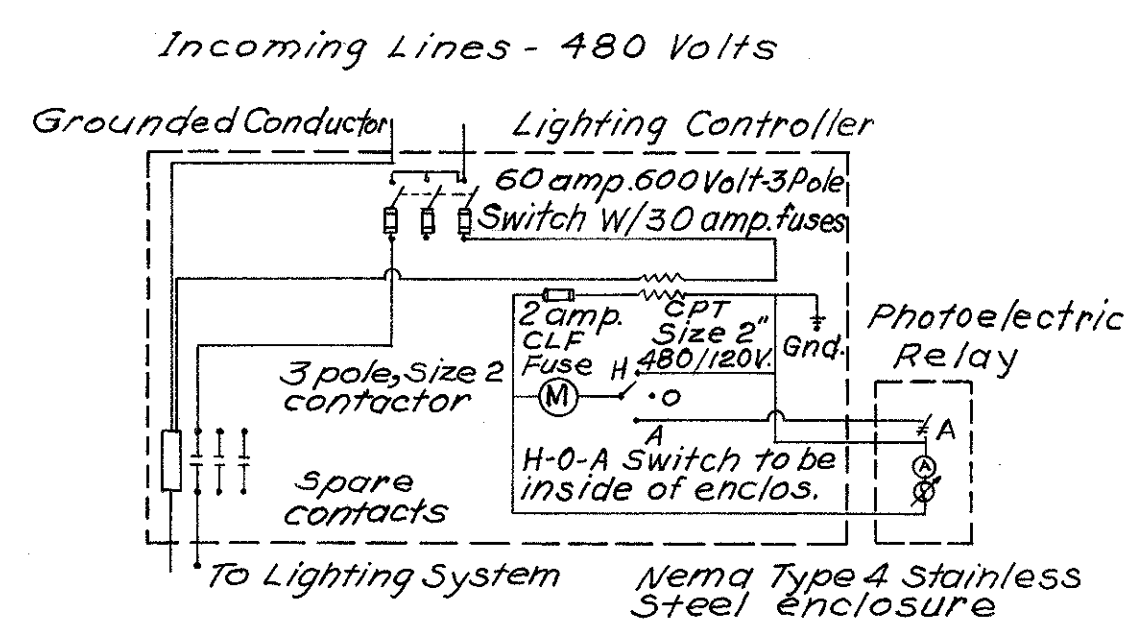 Incoming Lines - 480 Volts
Grounded Conductor
Lighting Controller
60 amp. 600 Volt-3 Pole
Switch W/30 amp. fuses
2 amp.
CLF
Fuse
CPT
Size 2"
480/120V.
Gnd.
Photoelectric
Relay
3 pole, Size 2
contactor
M
H
O
A
A
A
H-O-A Switch to be
inside of enclos.
Spare
contacts
To Lighting System
Nema Type 4 Stainless
Steel enclosure